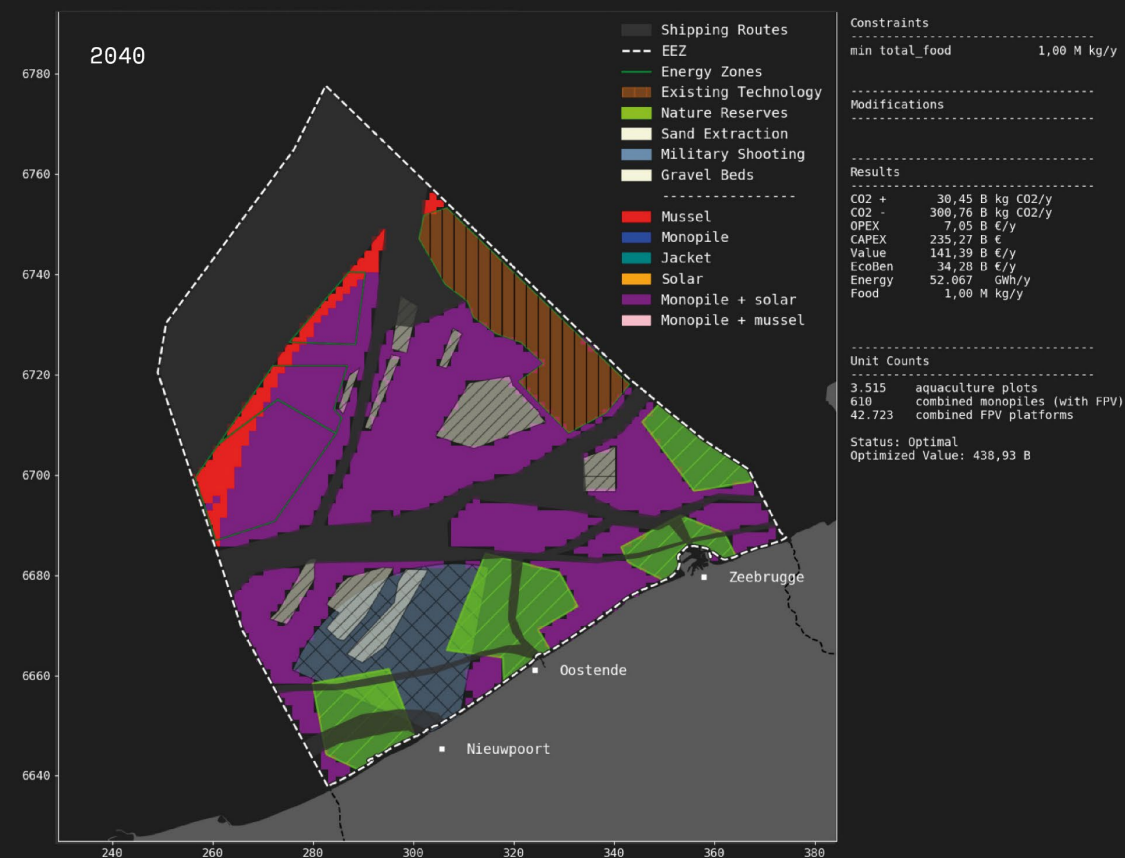 2040
6780
6760
6740
6720
6700
6680
6660
6640
240 260 280 300 320 340 360 380
Shipping Routes
EEZ
Energy Zones
Existing Technology
Nature Reserves
Sand Extraction
Military Shooting
Gravel Beds
----------------
Mussel
Monopile
Jacket
Solar
Monopile + solar
Monopile + mussel
Zeebrugge
Oostende
Nieuwpoort
Constraints
---------------------------------
min total_food 1,00 M kg/y
---------------------------------
Modifications
---------------------------------
---------------------------------
Results
---------------------------------
CO2 + 30,45 B kg CO2/y
CO2 - 300,76 B kg CO2/y
OPEX 7,05 B €/y
CAPEX 235,27 B €
Value 141,39 B €/y
EcoBen 34,28 B €/y
Energy 52.067 GWh/y
Food 1,00 M kg/y
---------------------------------
Unit Counts
---------------------------------
3.515 aquaculture plots
610 combined monopiles (with FPV)
42.723 combined FPV platforms
Status: Optimal
Optimized Value: 438,93 B